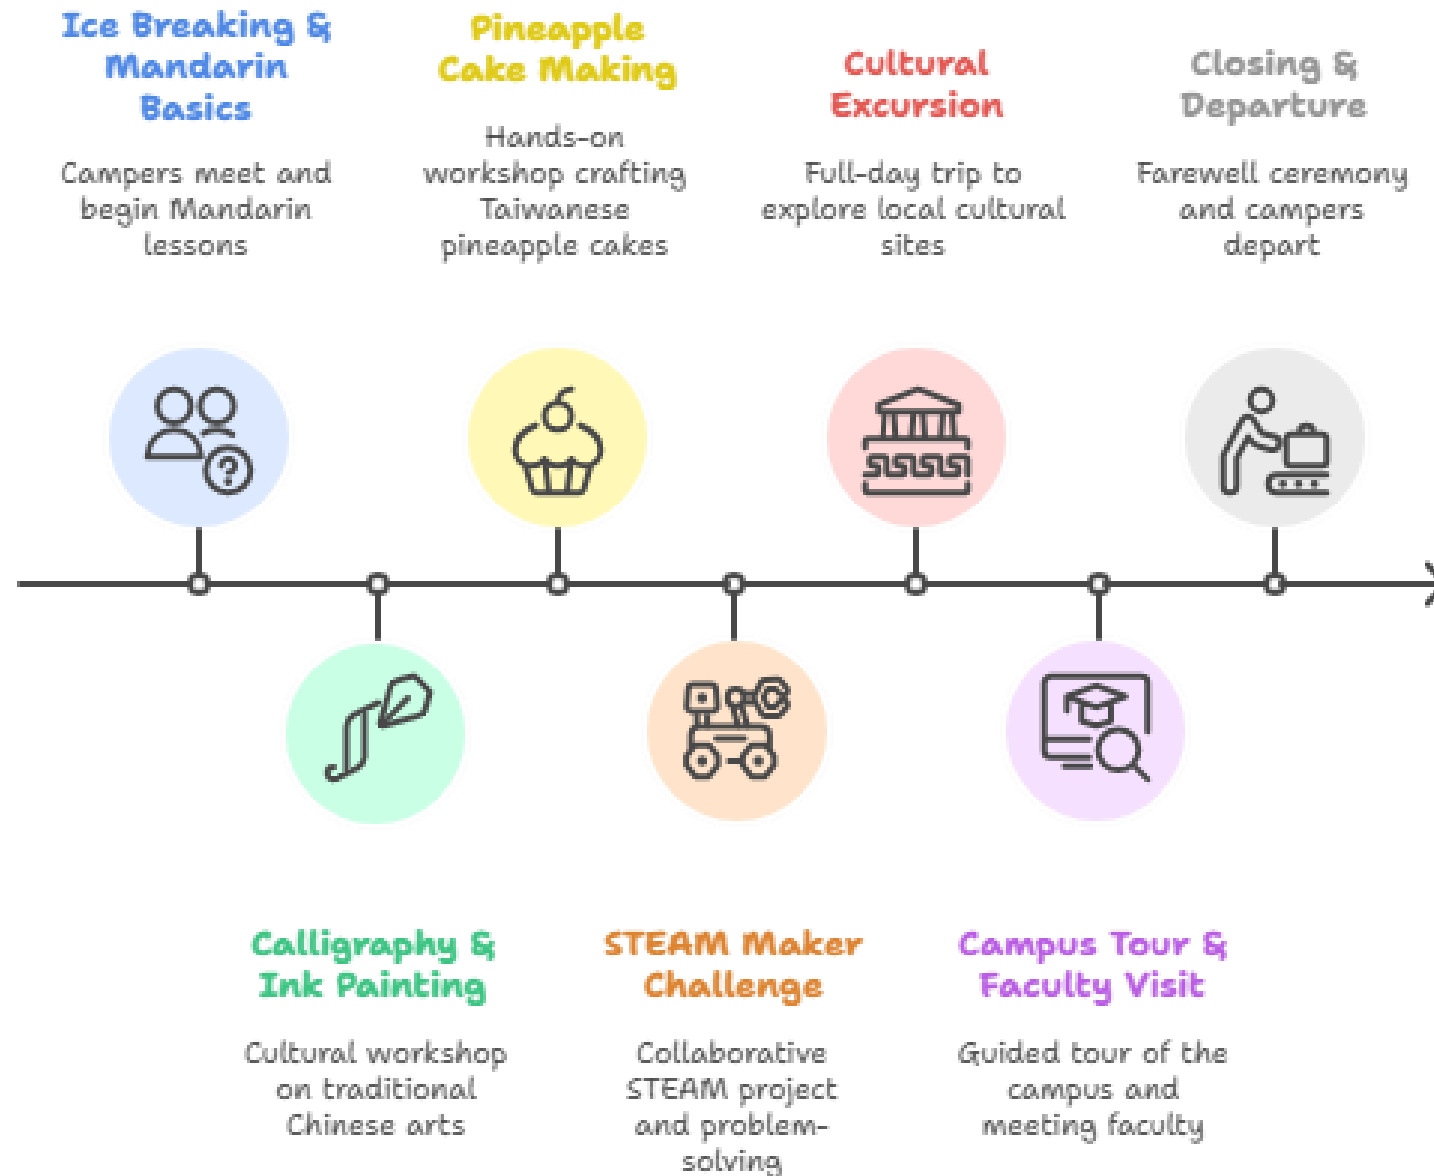 Ice Breaking &
Mandarin
Basics
Campers meet and
begin Mandarin
lessons
Pineapple
Cake Making
Hands-on
workshop crafting
Taiwanese
pineapple cakes
Cultural
Excursion
Full-day trip to
explore local cultural
sites
Closing &
Departure
Farewell ceremony
and campers
depart
?
Calligraphy &
Ink Painting
Cultural workshop
on traditional
Chinese arts
STEAM Maker
Challenge
Collaborative
STEAM project
and problem-
solving
Campus Tour &
Faculty Visit
Guided tour of the
campus and
meeting faculty